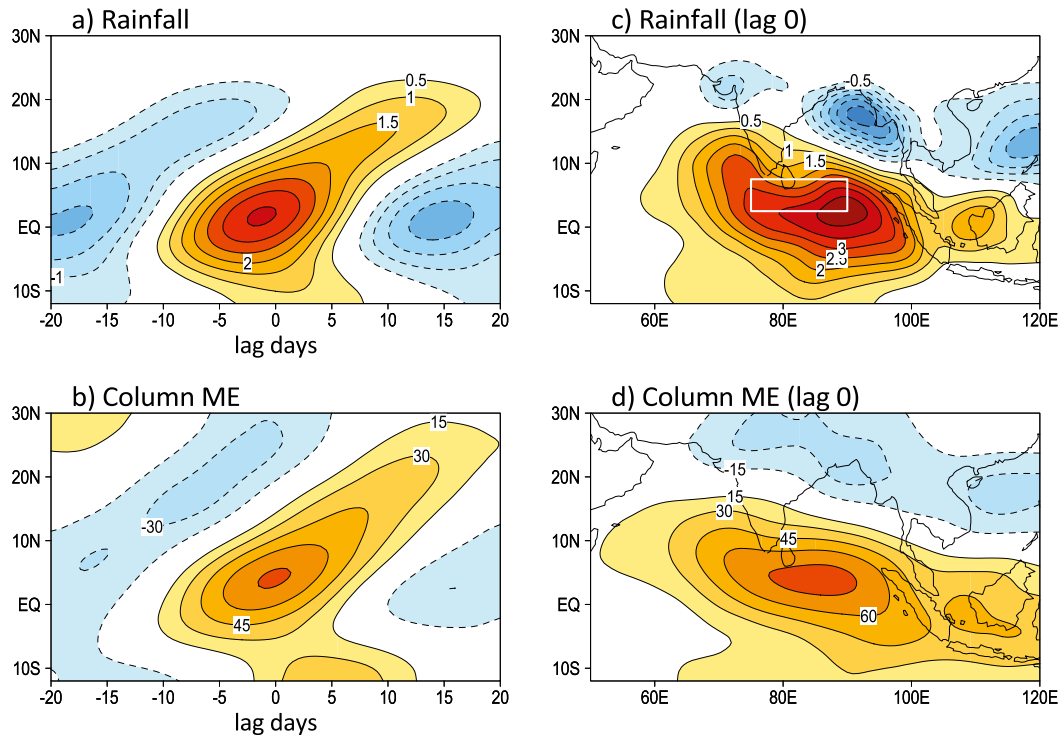 a) Rainfall
30N
20N
10N
EQ
10S
0.5
1
1.5
2
-1
-20 -15 -10 -5 0 5 10 15 20
lag days
c) Rainfall (lag 0)
30N
20N
10N
EQ
10S
-0.5
0.5
1
1.5
3
2.5
2
60E 80E 100E 120E
b) Column ME
30N
20N
10N
EQ
10S
15
30
-30
45
-20 -15 -10 -5 0 5 10 15 20
lag days
d) Column ME (lag 0)
30N
20N
10N
EQ
10S
-15
15
30
45
60
60E 80E 100E 120E